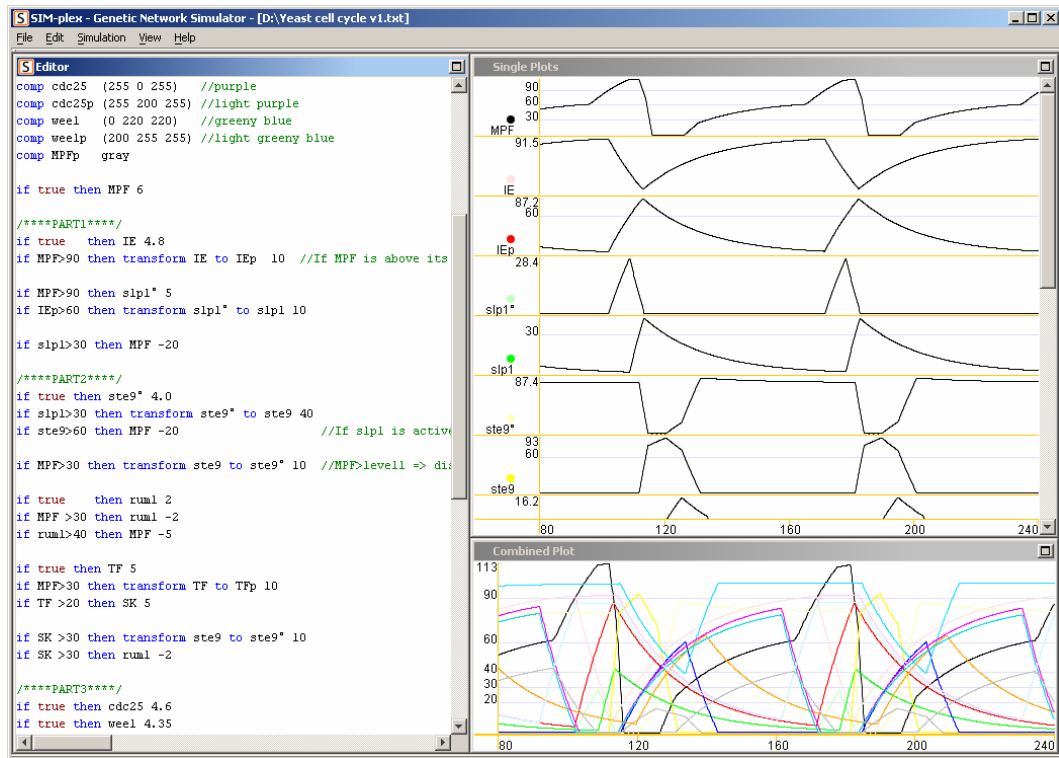 SIM-plex - Genetic Network Simulator - [D:\Yeast cell cycle v1.txt]
File Edit Simulation View Help
Editor
comp cdc25 (255 0 255) //purple
comp cdc25p (255 200 255) //light purple
comp wee1 (0 220 220) //greeny blue
comp wee1p (200 255 255) //light greeny blue
comp MPFp gray
if true then MPF 6
/****PART1****/
if true then IE 4.8
if MPF>90 then transform IE to IEp 10 //If MPF is above its
if MPF>90 then slp1° 5
if IEp>60 then transform slp1° to slp1 10
if slp1>30 then MPF -20
/****PART2****/
if true then ste9° 4.0
if slp1>30 then transform ste9° to ste9 40
if ste9>60 then MPF -20 //If slp1 is active
if MPF>30 then transform ste9 to ste9° 10 //MPF>level1 => dis
if true then rum1 2
if MPF >30 then rum1 -2
if rum1>40 then MPF -5
if true then TF 5
if MPF>30 then transform TF to TFp 10
if TF >20 then SK 5
if SK >30 then transform ste9 to ste9° 10
if SK >30 then rum1 -2
/****PART3****/
if true then cdc25 4.6
if true then wee1 4.35
Single Plots
90
60
30
MPF
91.5
IE
87.2
60
IEp
28.4
slp1°
30
slp1
87.4
ste9°
93
60
ste9
16.2
80 120 160 200 240
Combined Plot
113
90
60
40
30
20
80 120 160 200 240